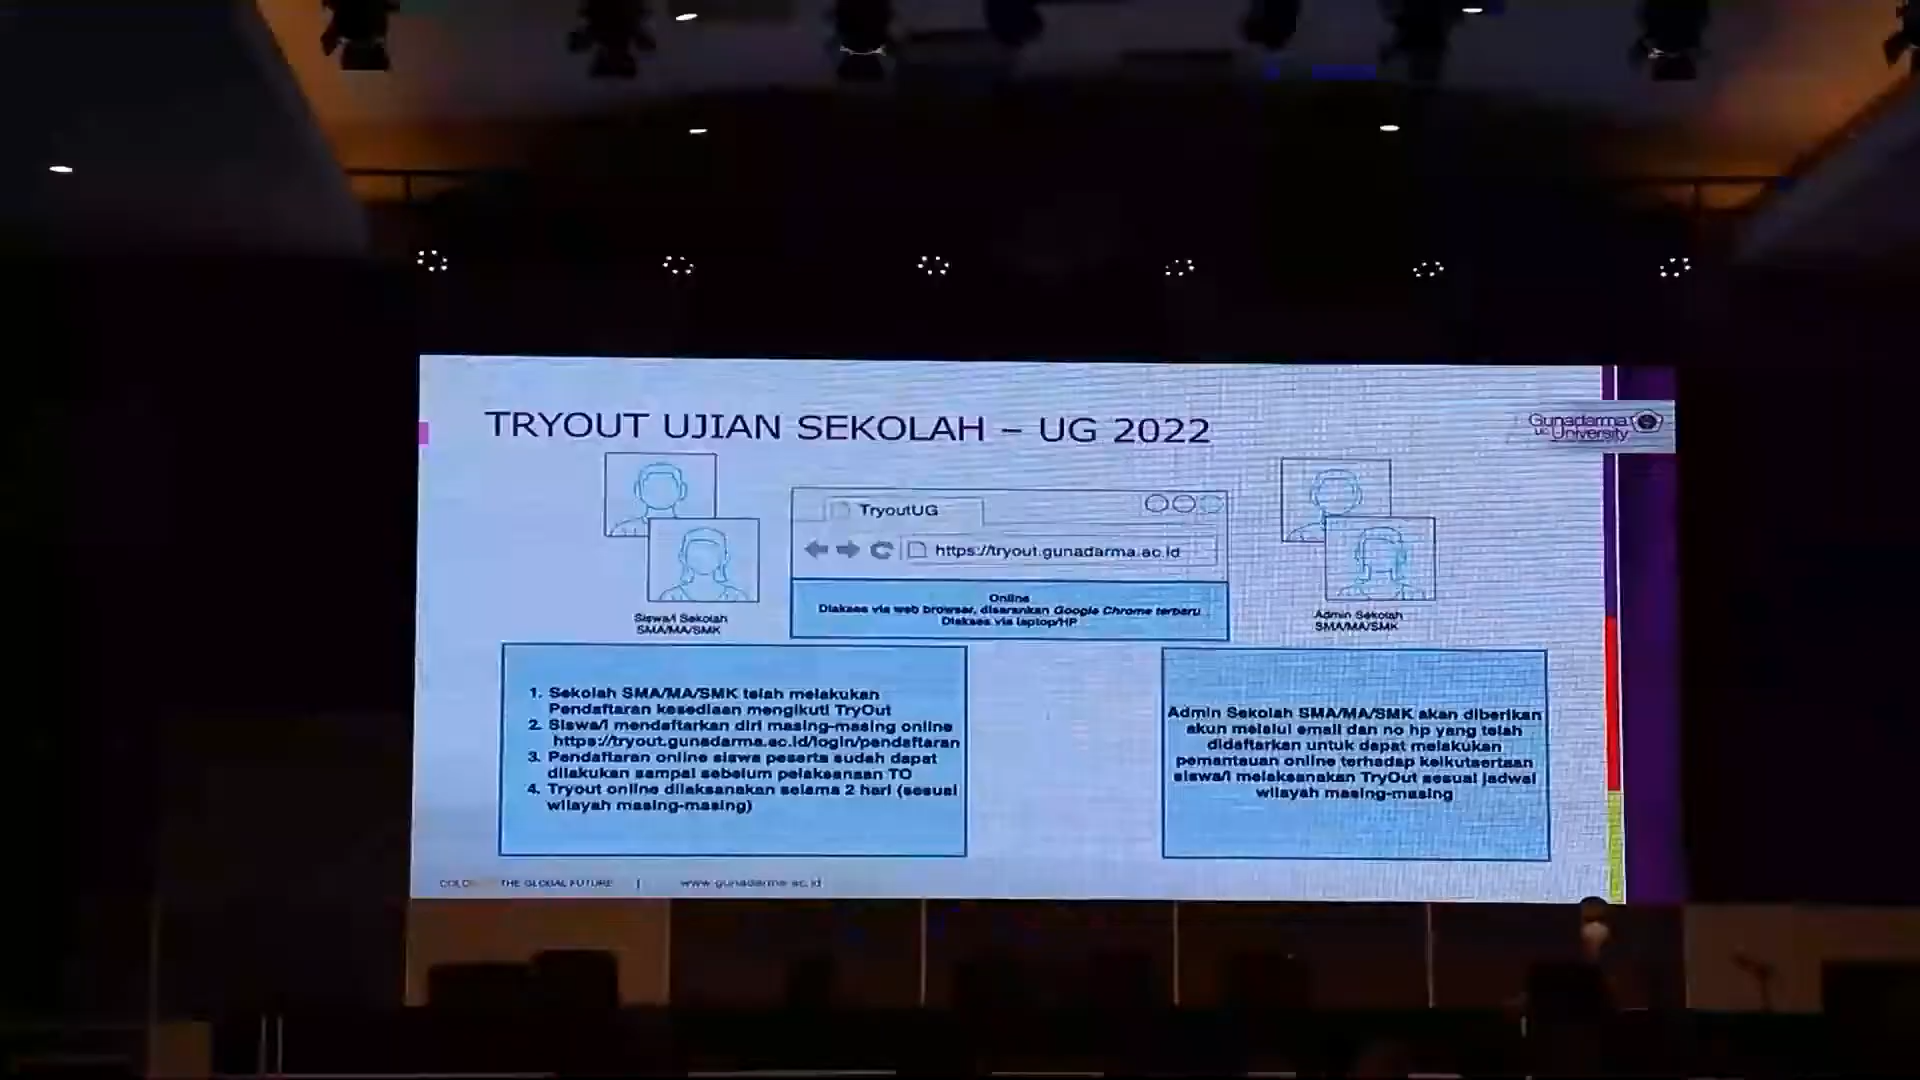 TRYOUT UJIAN SEKOLAH – UG 2022
Gunadarma
University
TryoutUG
https://tryout.gunadarma.ac.id
Online
Diakses via web browser, disarankan Google Chrome terbaru
Diakses via laptop/HP
Siswa/i Sekolah
SMA/MA/SMK
Admin Sekolah
SMA/MA/SMK
1. Sekolah SMA/MA/SMK telah melakukan
Pendaftaran kesediaan mengikuti TryOut
2. Siswa/i mendaftarkan diri masing-masing online
https://tryout.gunadarma.ac.id/login/pendaftaran
3. Pendaftaran online siswa peserta sudah dapat
dilakukan sampai sebelum pelaksanaan TO
4. Tryout online dilaksanakan selama 2 hari (sesuai
wilayah masing-masing)
Admin Sekolah SMA/MA/SMK akan diberikan
akun melalui email dan no hp yang telah
didaftarkan untuk dapat melakukan
pemantauan online terhadap keikutsertaan
siswa/i melaksanakan TryOut sesuai jadwal
wilayah masing-masing
THE GLOBAL FUTURE | www.gunadarma.ac.id